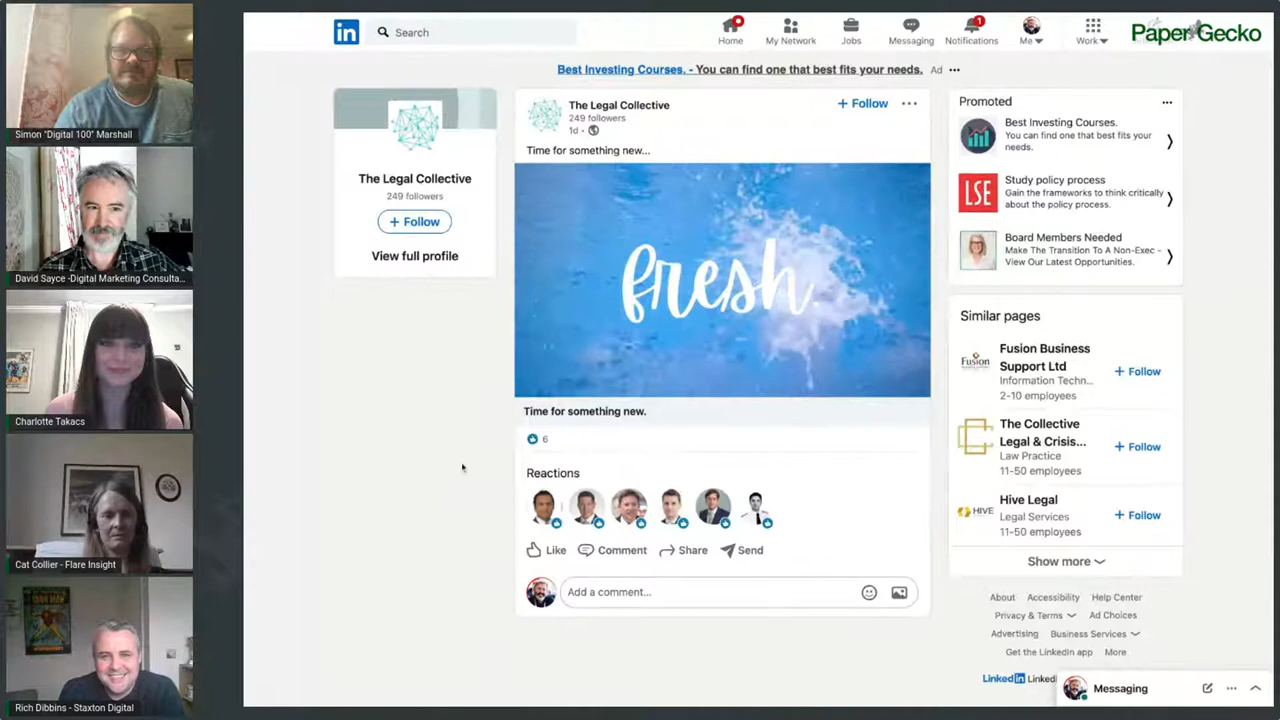 Simon "Digital 100" Marshall
David Sayce -Digital Marketing Consulta...
Charlotte Takacs
Cat Collier - Flare Insight
Rich Dibbins - Staxton Digital
in
Search
Home
My Network
Jobs
Messaging
1
Notifications
Me
Work
Paper Gecko
Best Investing Courses. - You can find one that best fits your needs. Ad
The Legal Collective
249 followers
+ Follow
View full profile
The Legal Collective
249 followers
1d
+ Follow
Time for something new...
fresh.
Time for something new.
6
Reactions
Like
Comment
Share
Send
Add a comment...
Promoted
Best Investing Courses.
You can find one that best fits your
needs.
LSE
Study policy process
Gain the frameworks to think critically
about the policy process.
Board Members Needed
Make The Transition To A Non-Exec -
View Our Latest Opportunities.
Similar pages
Fusion
Fusion Business
Support Ltd
Information Techn...
2-10 employees
+ Follow
The Collective
Legal & Crisis...
Law Practice
11-50 employees
+ Follow
HIVE
Hive Legal
Legal Services
11-50 employees
+ Follow
Show more
About Accessibility Help Center
Privacy & Terms Ad Choices
Advertising Business Services
Get the LinkedIn app More
Linkedin Linked
Messaging